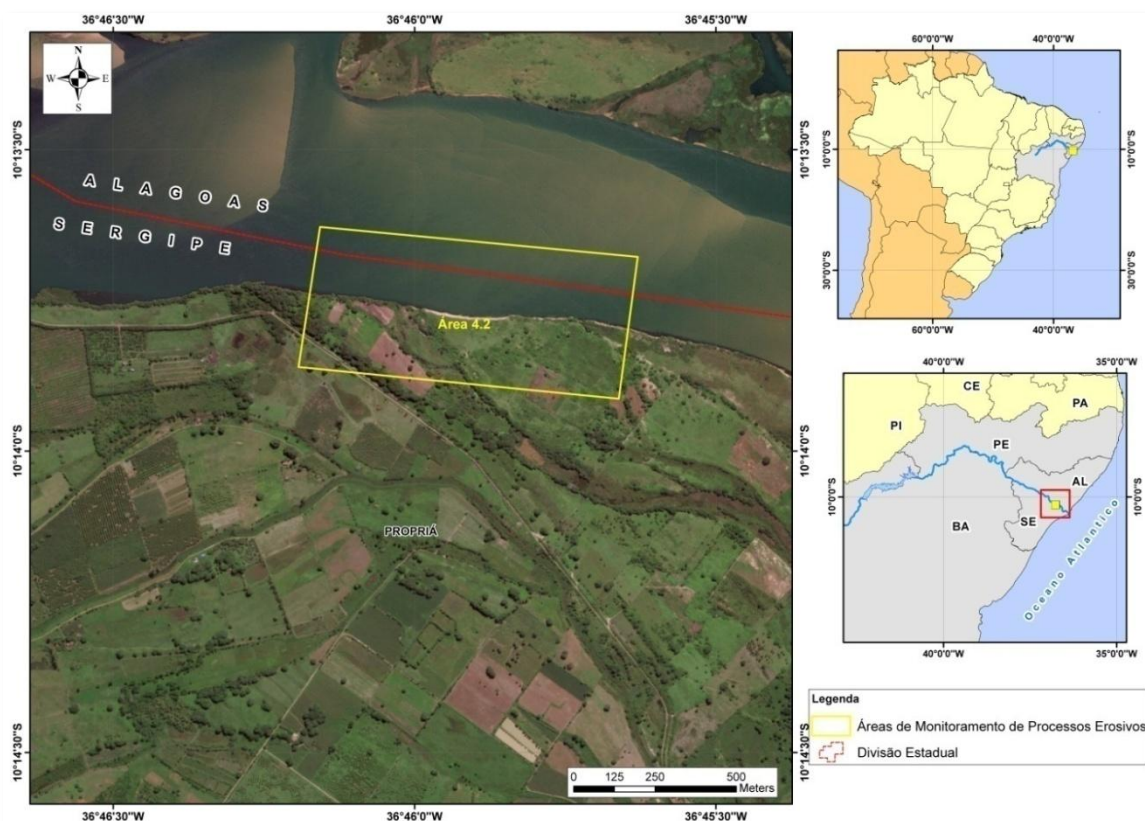 36°46'30"W
36°46'0"W
36°45'30"W
N
W
E
S
10°13'30"S
10°13'30"S
ALAGOAS
SERGIPE
Área 4.2
10°14'0"S
10°14'0"S
PROPRIÁ
10°14'30"S
10°14'30"S
0 125 250 500
Meters
36°46'30"W
36°46'0"W
36°45'30"W
60°0'0"W
40°0'0"W
10°0'0"S
10°0'0"S
30°0'0"S
30°0'0"S
60°0'0"W
40°0'0"W
40°0'0"W
35°0'0"W
CE
PA
PI
PE
AL
10°0'0"S
10°0'0"S
SE
BA
Oceano Atlantico
40°0'0"W
35°0'0"W
Legenda
Áreas de Monitoramento de Processos Erosivos
Divisão Estadual